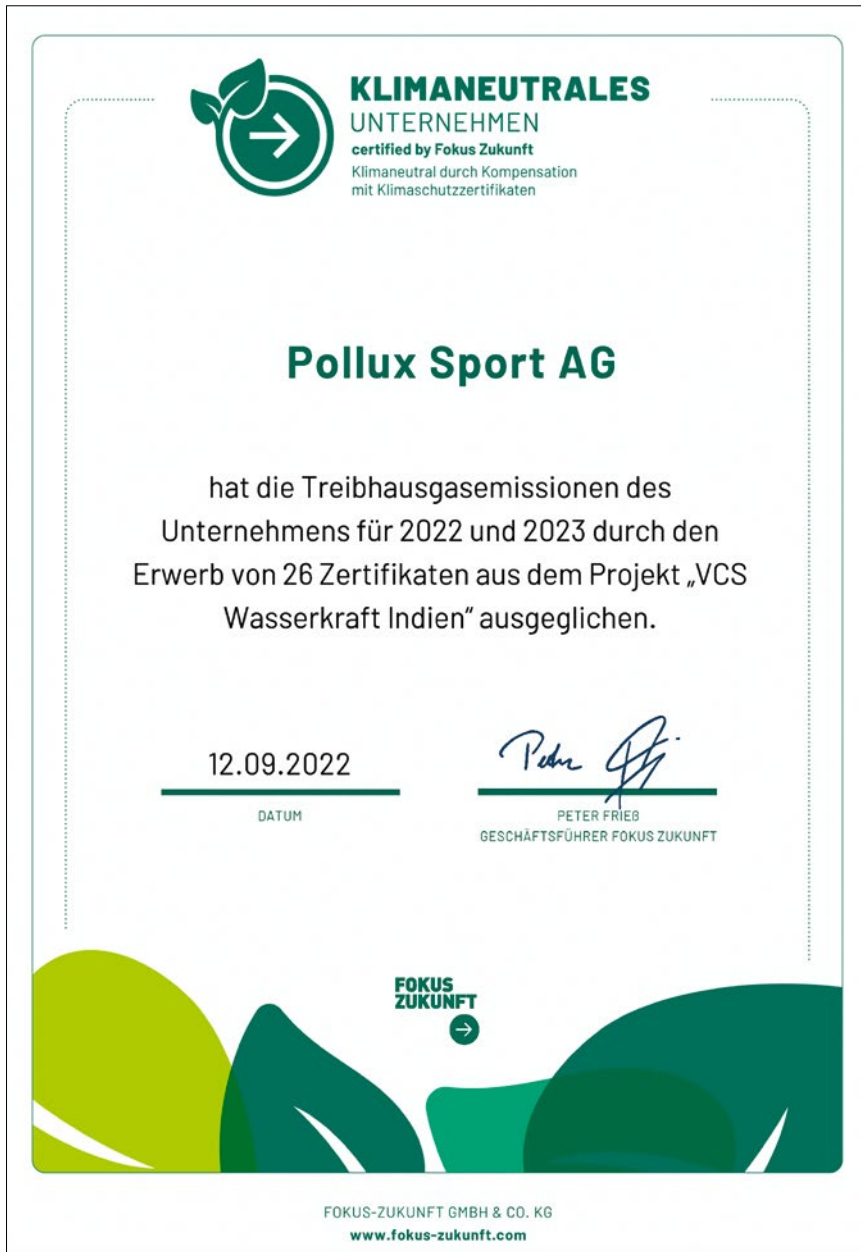 KLIMANEUTRALES
UNTERNEHMEN
certified by Fokus Zukunft
Klimaneutral durch Kompensation
mit Klimaschutzzertifikaten
Pollux Sport AG
hat die Treibhausgasemissionen des
Unternehmens für 2022 und 2023 durch den
Erwerb von 26 Zertifikaten aus dem Projekt „VCS
Wasserkraft Indien“ ausgeglichen.
12.09.2022
DATUM
PETER FRIEß
GESCHÄFTSFÜHRER FOKUS ZUKUNFT
FOKUS
ZUKUNFT
FOKUS-ZUKUNFT GMBH & CO. KG
www.fokus-zukunft.com